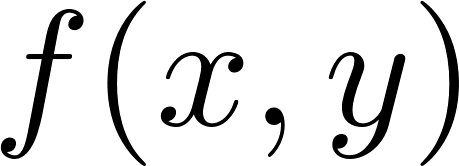 f(x, y)